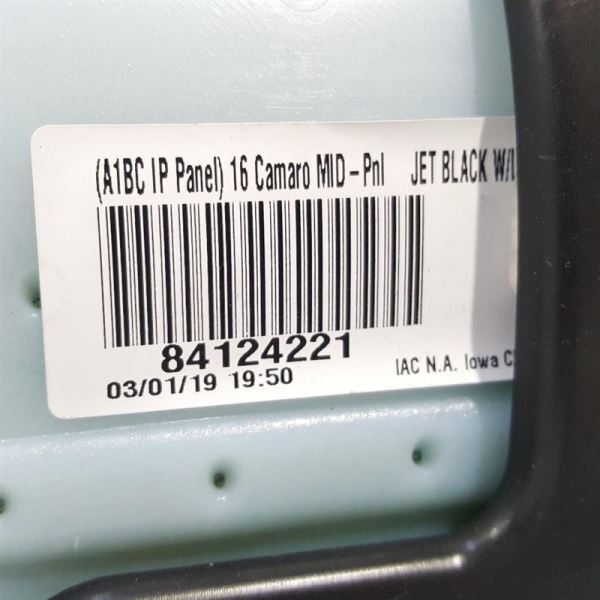 (A1BC IP Panel) 16 Camaro MID-Pnl JET BLACK
84124221
03/01/19 19:50
IAC N.A. Iowa